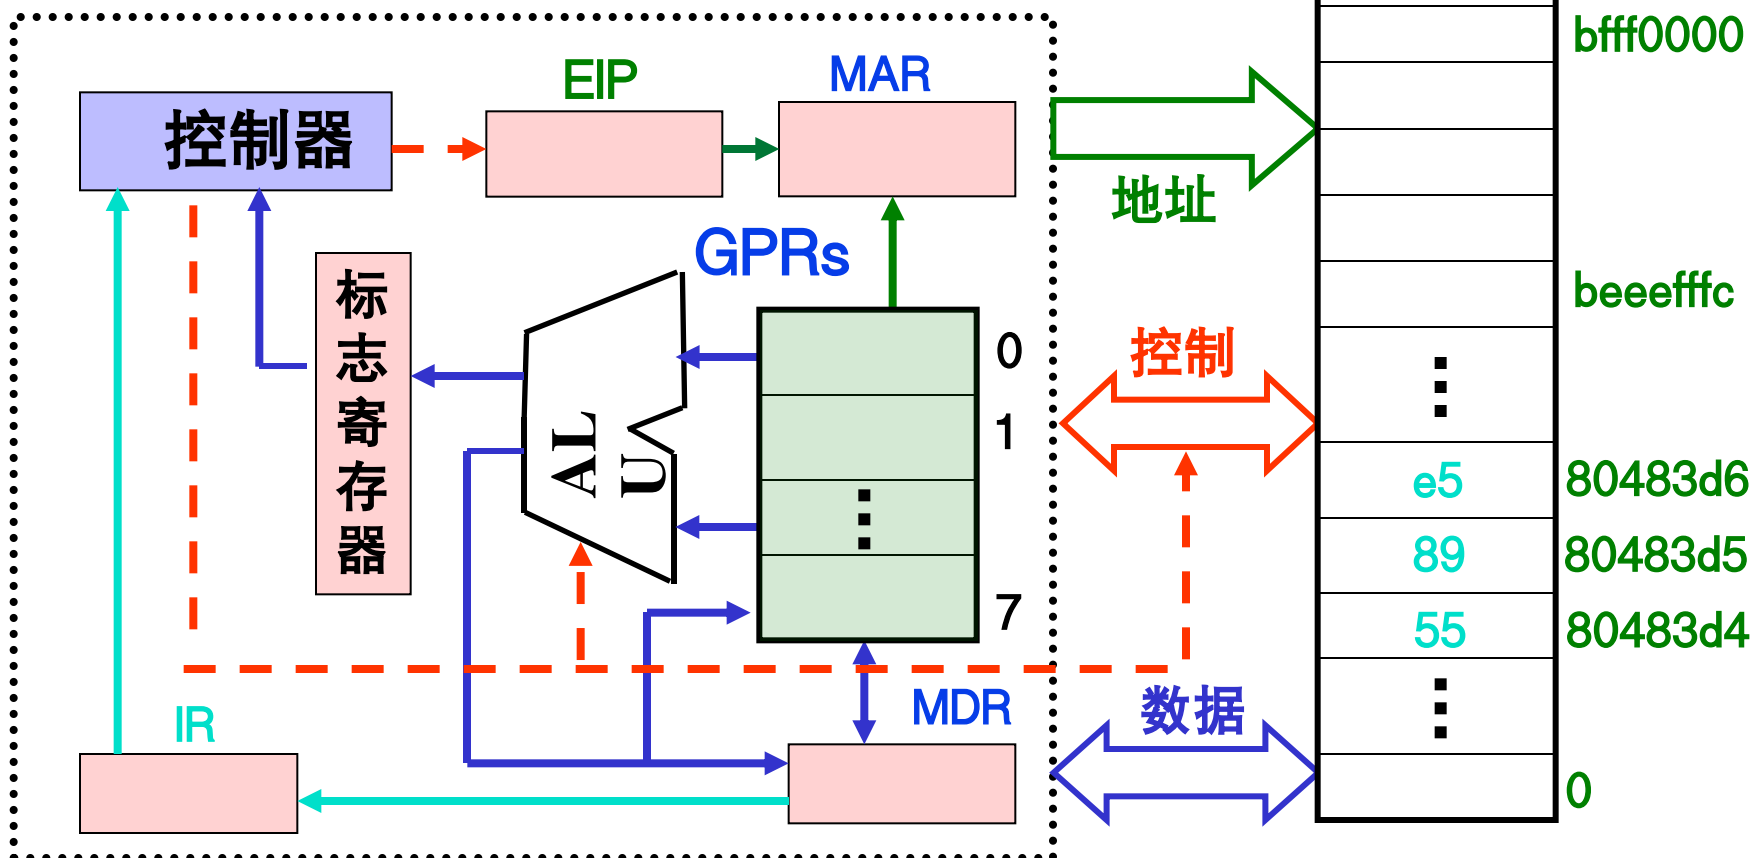 bfff0000
EIP
MAR
控制器
地址
GPRs
标志寄存器
beeefffc
0
控制
1
AL
U
e5
80483d6
89
80483d5
7
55
80483d4
IR
MDR
数据
0